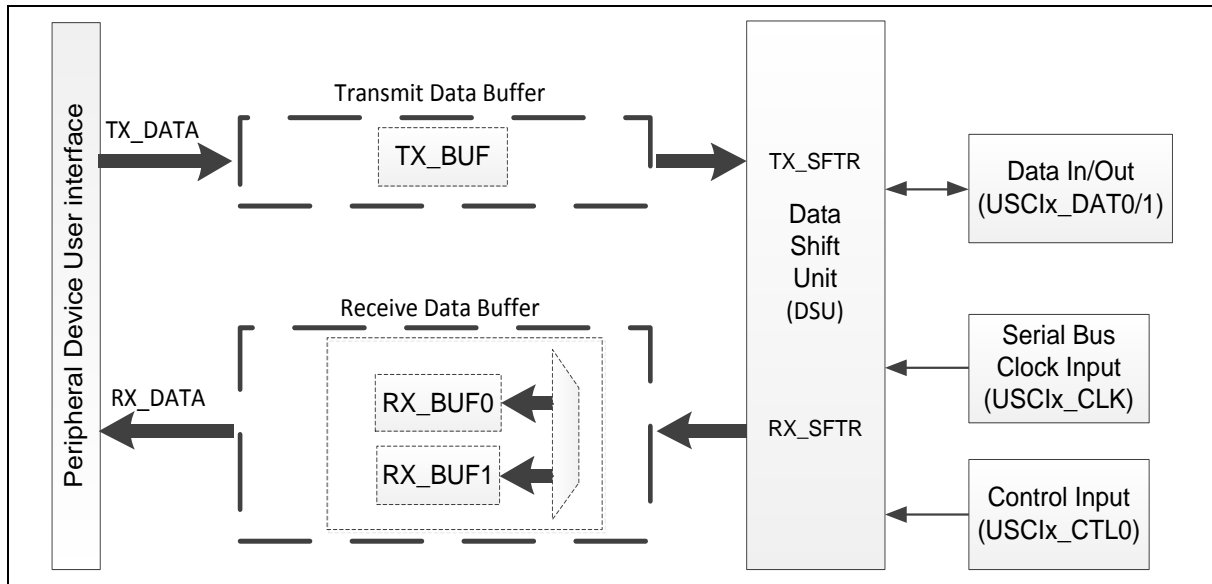 Peripheral Device User interface
Transmit Data Buffer
TX_DATA
TX_BUF
TX_SFTR
Data
Shift
Unit
(DSU)
RX_SFTR
Data In/Out
(USCIx_DAT0/1)
Receive Data Buffer
RX_DATA
RX_BUF0
RX_BUF1
Serial Bus
Clock Input
(USCIx_CLK)
Control Input
(USCIx_CTL0)